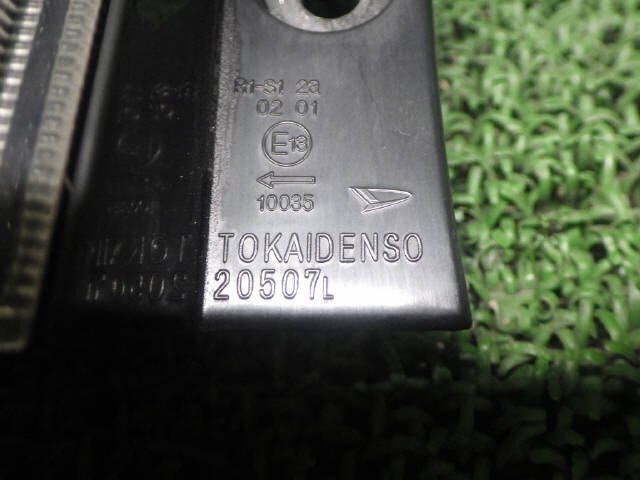 R1-S1 23
02 01
E13
←
10035
TOKAIDENSO
20507L